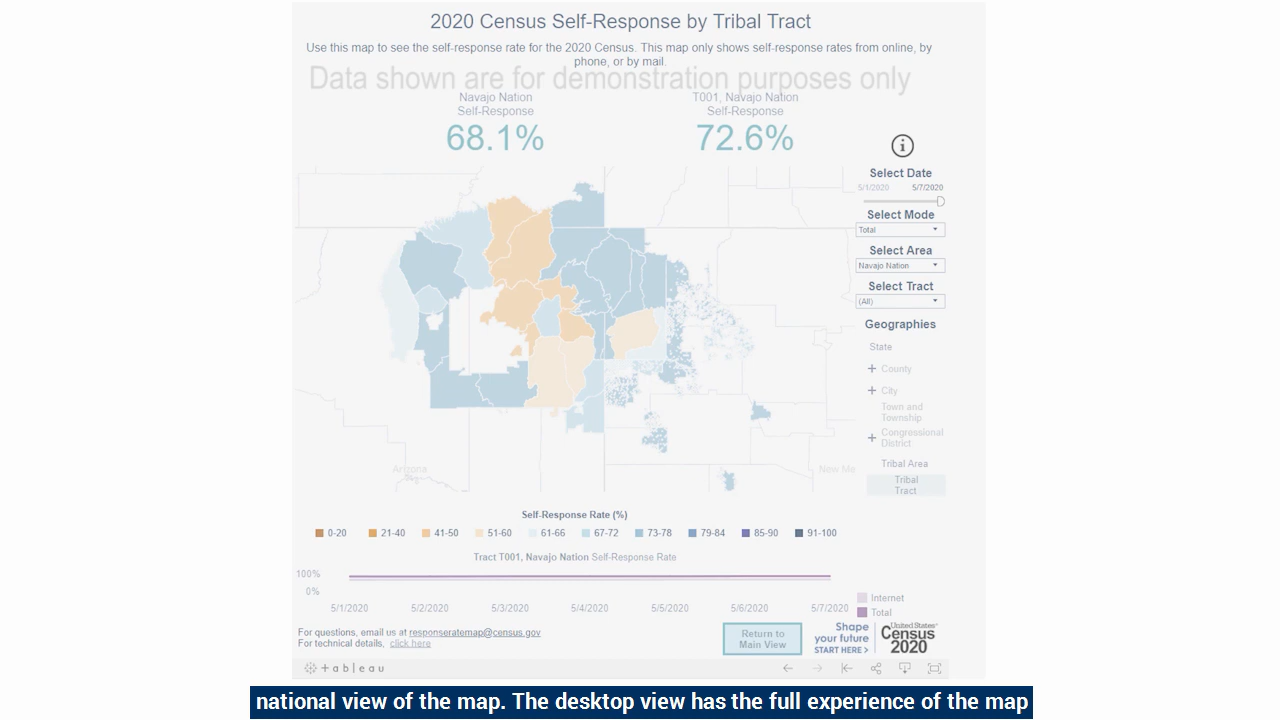 2020 Census Self-Response by Tribal Tract
Use this map to see the self-response rate for the 2020 Census. This map only shows self-response rates from online, by
phone, or by mail.
Data shown are for demonstration purposes only
Navajo Nation
Self-Response
68.1%
T001, Navajo Nation
Self-Response
72.6%
Select Date
5/1/2020 5/7/2020
Select Mode
Total
Select Area
Navajo Nation
Select Tract
(All)
Geographies
State
+ County
+ City
Town and
Township
+ Congressional
District
Tribal Area
Tribal
Tract
Arizona
New Me
Self-Response Rate (%)
0-20 21-40 41-50 51-60 61-66 67-72 73-78 79-84 85-90 91-100
Tract T001, Navajo Nation Self-Response Rate
100%
0%
5/1/2020 5/2/2020 5/3/2020 5/4/2020 5/5/2020 5/6/2020 5/7/2020
Internet
Total
For questions, email us at responseratemap@census.gov
For technical details, click here
Return to
Main View
Shape
your future
START HERE >
United States®
Census
2020
+ableau
national view of the map. The desktop view has the full experience of the map